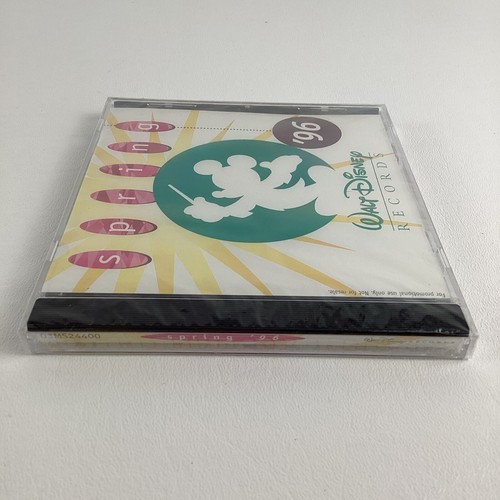 spring '96
WALT DISNEY
RECORDS
For promotional use only. Not for resale.
spring '96